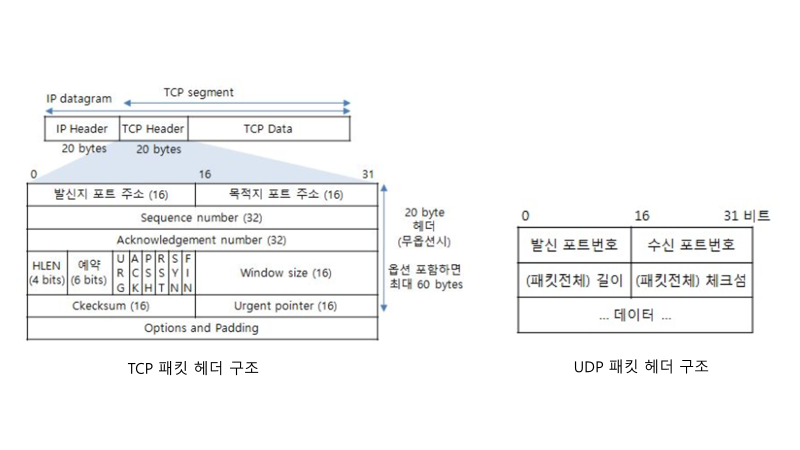 IP datagram
TCP segment
IP Header
TCP Header
TCP Data
20 bytes
20 bytes
0
16
31
발신지 포트 주소 (16)
목적지 포트 주소 (16)
Sequence number (32)
Acknowledgement number (32)
HLEN
(4 bits)
예약
(6 bits)
URG
ACK
PSH
RST
SYN
FIN
Window size (16)
Ckecksum (16)
Urgent pointer (16)
Options and Padding
20 byte
헤더
(무옵션시)
옵션 포함하면
최대 60 bytes
TCP 패킷 헤더 구조
0
16
31 비트
발신 포트번호
수신 포트번호
(패킷전체) 길이
(패킷전체) 체크섬
... 데이터 ...
UDP 패킷 헤더 구조